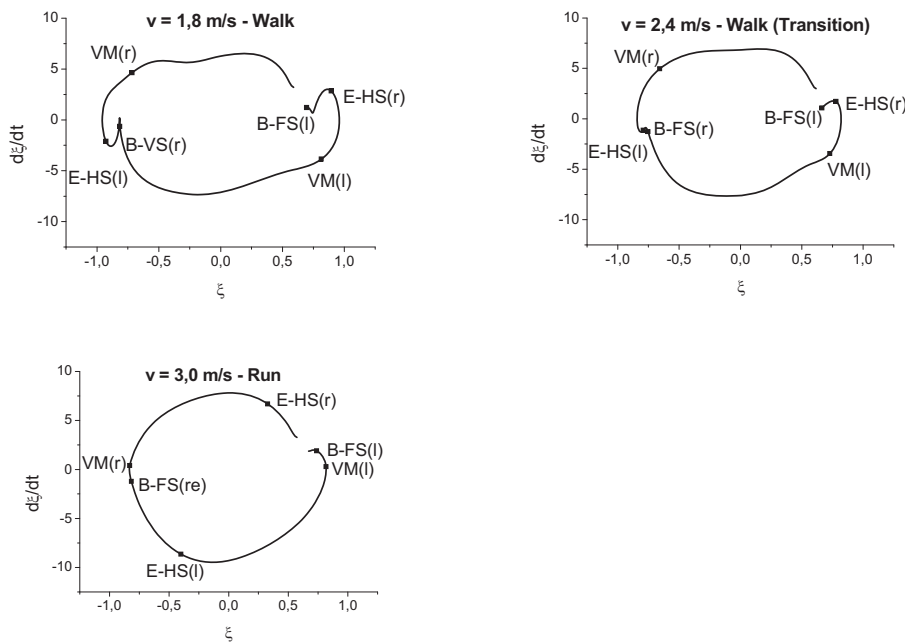 v = 1,8 m/s - Walk
10
5
0
-5
-10
dξ/dt
VM(r)
E-HS(r)
B-FS(l)
B-VS(r)
E-HS(l)
VM(l)
-1,0 -0,5 0,0 0,5 1,0
ξ
v = 2,4 m/s - Walk (Transition)
10
5
0
-5
-10
dξ/dt
VM(r)
E-HS(r)
B-FS(l)
B-FS(r)
E-HS(l)
VM(l)
-1,0 -0,5 0,0 0,5 1,0
ξ
v = 3,0 m/s - Run
10
5
0
-5
-10
dξ/dt
E-HS(r)
B-FS(l)
VM(r)
VM(l)
B-FS(re)
E-HS(l)
-1,0 -0,5 0,0 0,5 1,0
ξ